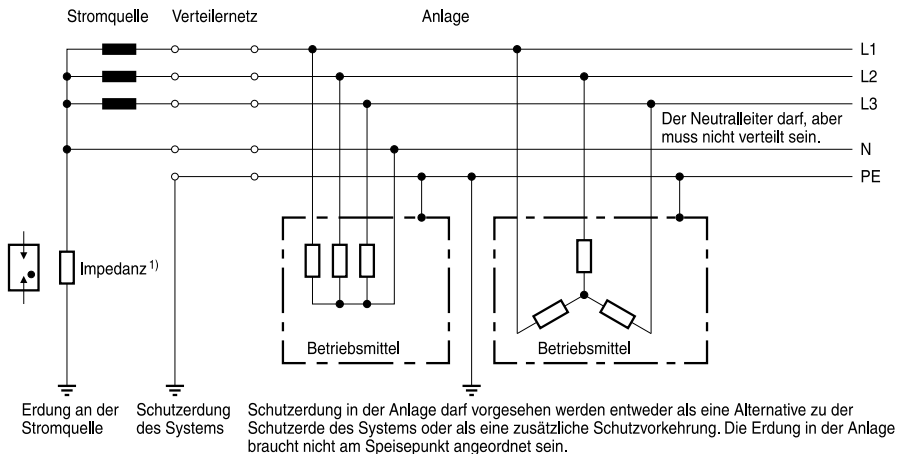 Stromquelle
Verteilernetz
Anlage
L1
L2
L3
Der Neutralleiter darf, aber
muss nicht verteilt sein.
N
PE
Impedanz 1)
Betriebsmittel
Betriebsmittel
Erdung an der
Stromquelle
Schutzerdung
des Systems
Schutzerdung in der Anlage darf vorgesehen werden entweder als eine Alternative zu der
Schutzerde des Systems oder als eine zusätzliche Schutzvorkehrung. Die Erdung in der Anlage
braucht nicht am Speisepunkt angeordnet sein.